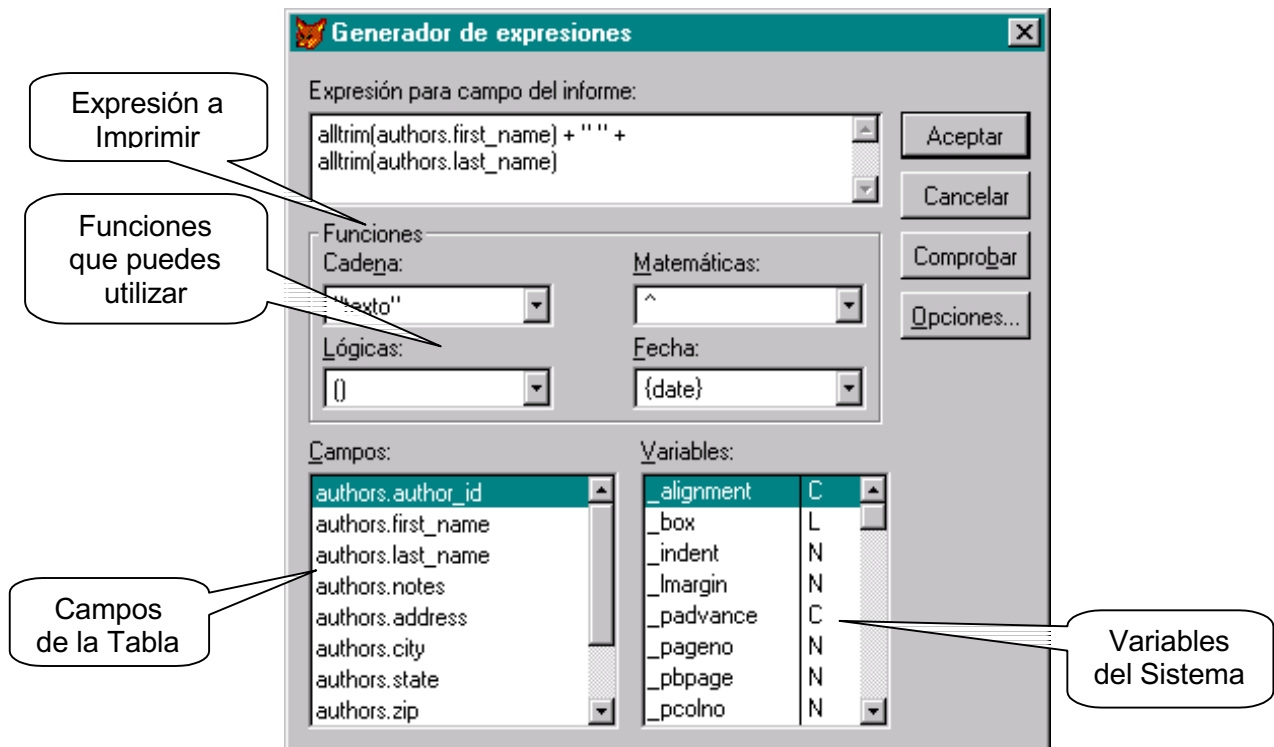 Generador de expresiones
Expresión a
Imprimir
Expresión para campo del informe:
alltrim(authors.first_name) + " " +
alltrim(authors.last_name)
Aceptar
Cancelar
Comprobar
Opciones...
Funciones
que puedes
utilizar
Funciones
Cadena:
Matemáticas:
"texto"
^
Lógicas:
Fecha:
()
{date}
Campos:
Variables:
authors.author_id
authors.first_name
authors.last_name
authors.notes
authors.address
authors.city
authors.state
authors.zip
_alignment C
_box L
_indent N
_lmargin N
_padvance C
_pageno N
_pbpage N
_pcolno N
Campos
de la Tabla
Variables
del Sistema